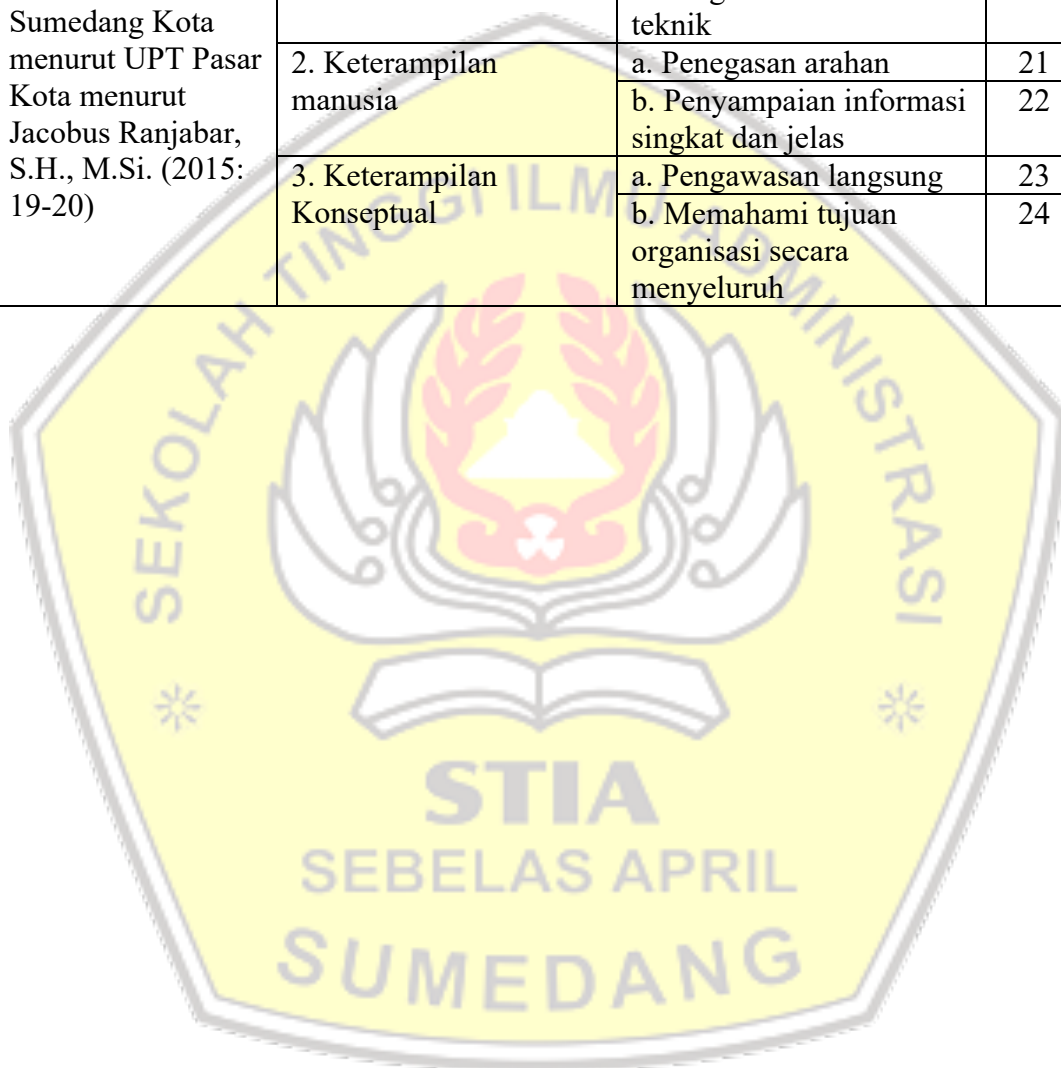 Sumedang Kota
menurut UPT Pasar
Kota menurut
Jacobus Ranjabar,
S.H., M.Si. (2015:
19-20)
teknik
2. Keterampilan
manusia
a. Penegasan arahan
21
b. Penyampaian informasi
singkat dan jelas
22
3. Keterampilan
Konseptual
a. Pengawasan langsung
23
b. Memahami tujuan
organisasi secara
menyeluruh
24
SEKOLAH TINGGI ILMU ADMINISTRASI
STIA
SEBELAS APRIL
SUMEDANG